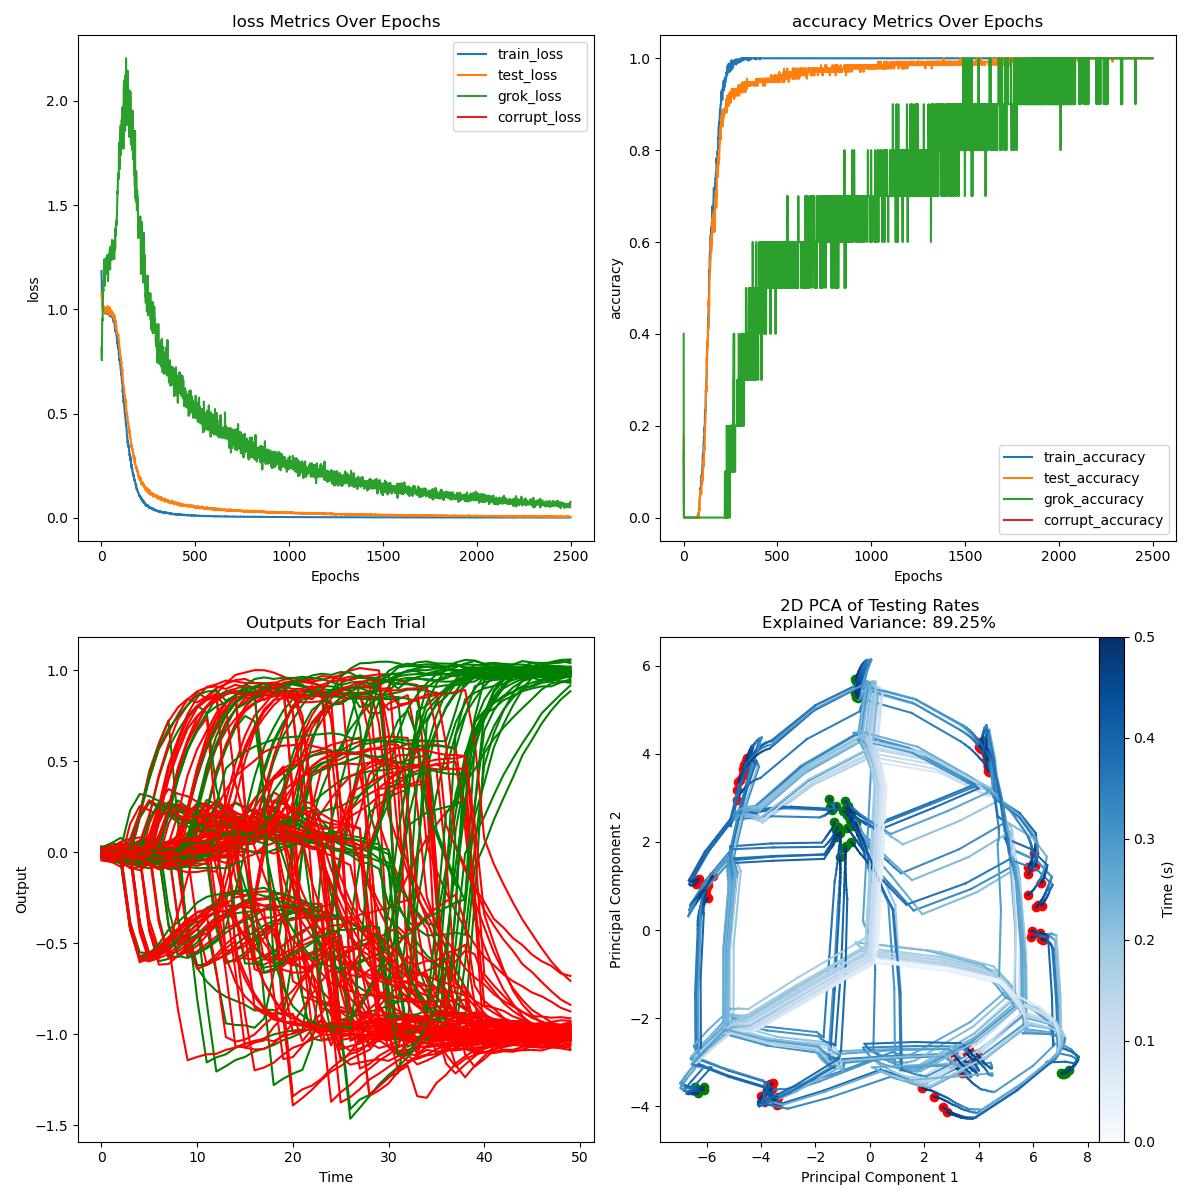 loss Metrics Over Epochs
loss
2.0
1.5
1.0
0.5
0.0
train_loss
test_loss
grok_loss
corrupt_loss
0
500
1000
1500
2000
2500
Epochs
accuracy Metrics Over Epochs
accuracy
1.0
0.8
0.6
0.4
0.2
0.0
train_accuracy
test_accuracy
grok_accuracy
corrupt_accuracy
0
500
1000
1500
2000
2500
Epochs
Outputs for Each Trial
Output
1.0
0.5
0.0
−0.5
−1.0
−1.5
0
10
20
30
40
50
Time
2D PCA of Testing Rates
Explained Variance: 89.25%
Principal Component 2
6
4
2
0
−2
−4
−6
−4
−2
0
2
4
6
8
Principal Component 1
0.5
0.4
0.3
0.2
0.1
0.0
Time (s)